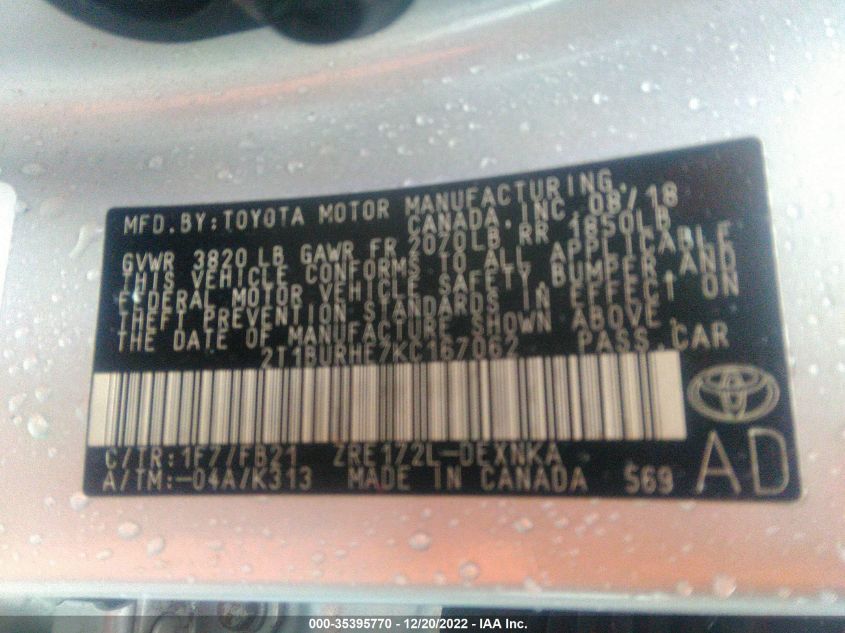 MFD.BY:TOYOTA MOTOR MANUFACTURING,
CANADA,INC. 08/18
GVWR 3820 LB GAWR FR 2070LB RR 1850LB
THIS VEHICLE CONFORMS TO ALL APPLICABLE
FEDERAL MOTOR VEHICLE SAFETY,BUMPER,AND
THEFT PREVENTION STANDARDS IN EFFECT ON
THE DATE OF MANUFACTURE SHOWN ABOVE.
2T1BURHE7KC167062 PASS.CAR
C/TR:1F7/FB21 ZRE172L-DEXNKA
A/TM:-04A/K313 MADE IN CANADA 569
AD
000-35395770 - 12/20/2022 - IAA Inc.